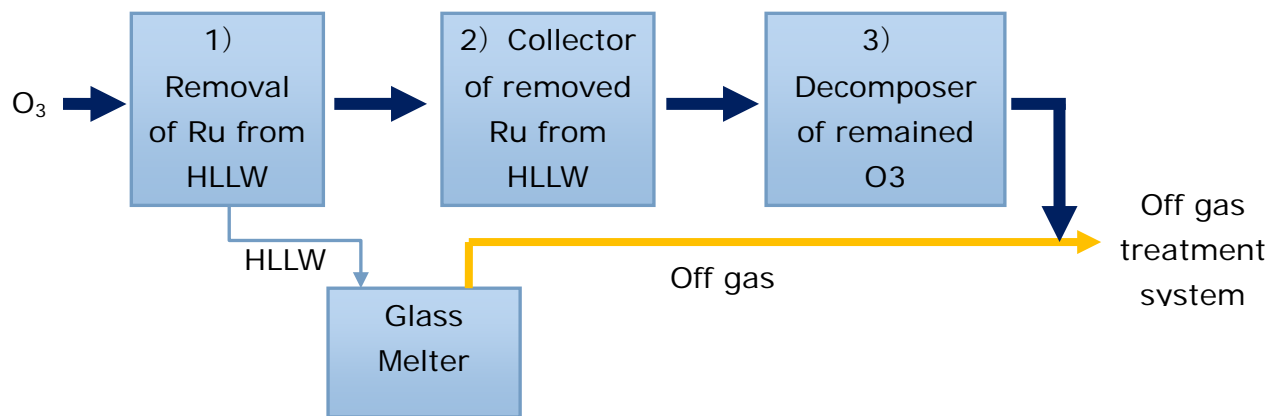 O₃
1）
Removal
of Ru from
HLLW
2）Collector
of removed
Ru from
HLLW
3）
Decomposer
of remained
O3
HLLW
Glass
Melter
Off gas
Off gas
treatment
system